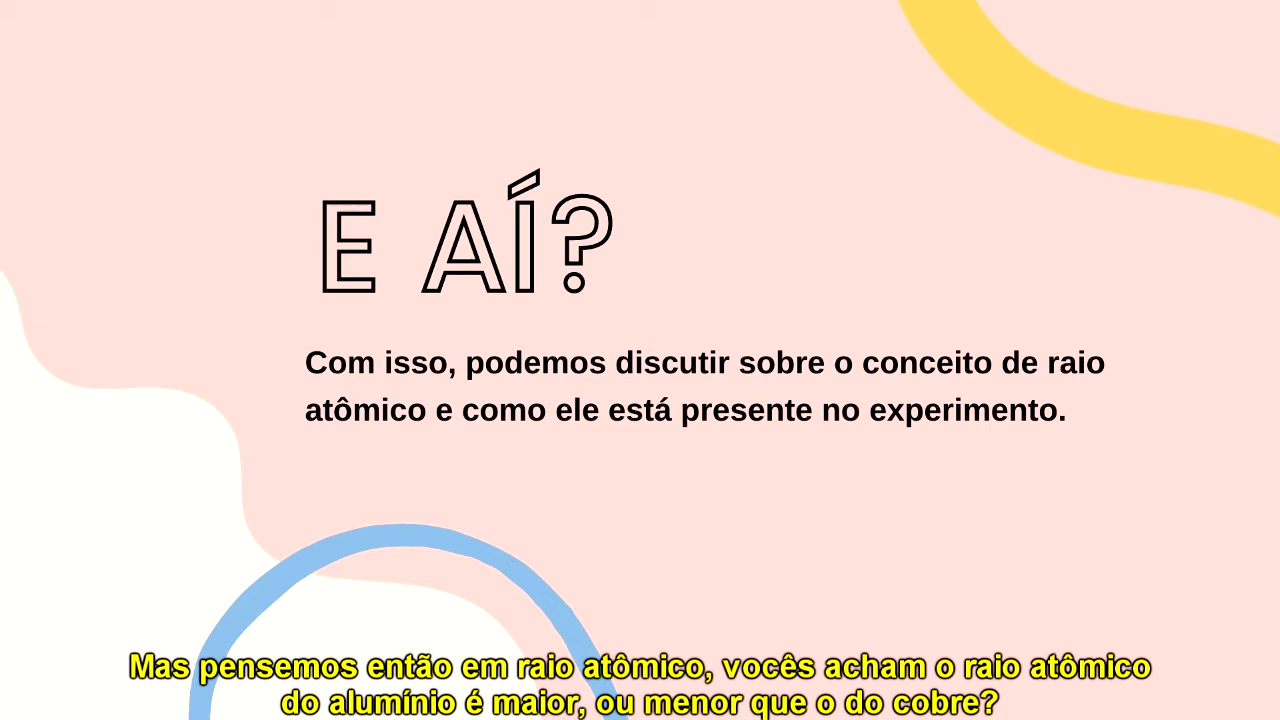 E AÍ?
Com isso, podemos discutir sobre o conceito de raio
atômico e como ele está presente no experimento.
Mas pensemos então em raio atômico, vocês acham o raio atômico
do alumínio é maior, ou menor que o do cobre?